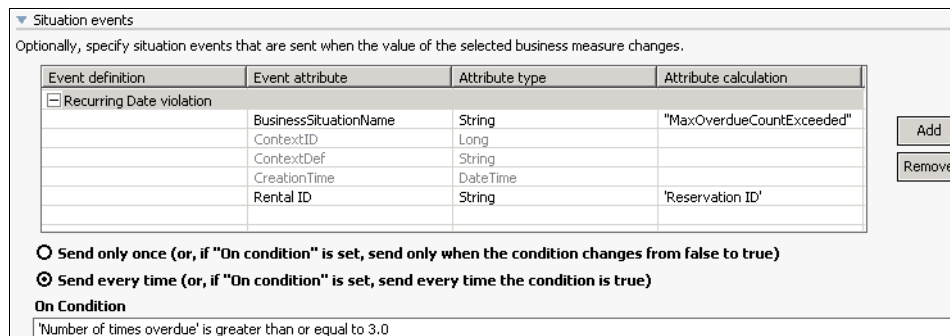 Situation events
Optionally, specify situation events that are sent when the value of the selected business measure changes.
Event definition Event attribute Attribute type Attribute calculation
Recurring Date violation
BusinessSituationName String "MaxOverdueCountExceeded"
ContextID Long
ContextDef String
CreationTime DateTime
Rental ID String 'Reservation ID'
Add
Remove
Send only once (or, if "On condition" is set, send only when the condition changes from false to true)
Send every time (or, if "On condition" is set, send every time the condition is true)
On Condition
'Number of times overdue' is greater than or equal to 3.0